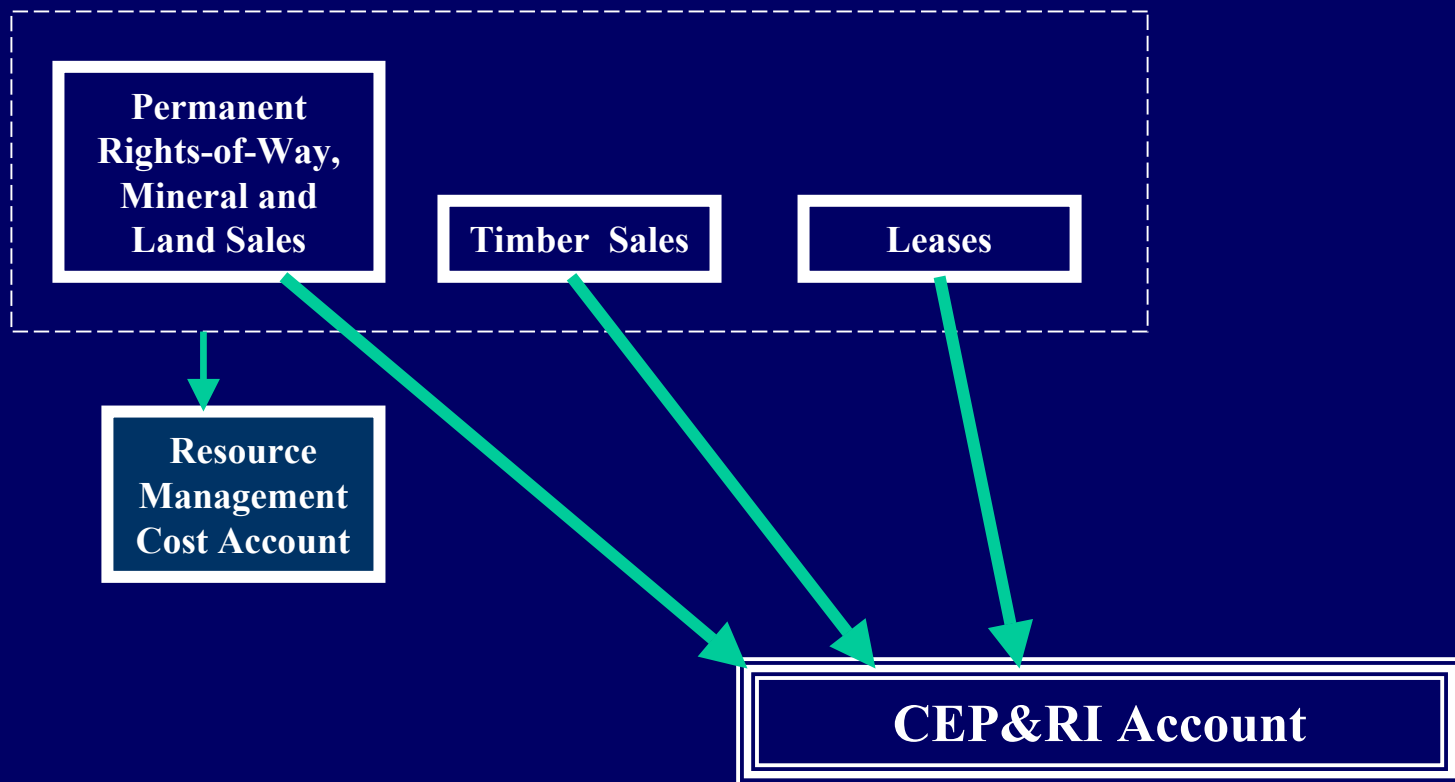 Permanent
Rights-of-Way,
Mineral and
Land Sales
Timber Sales
Leases
Resource
Management
Cost Account
CEP&RI Account